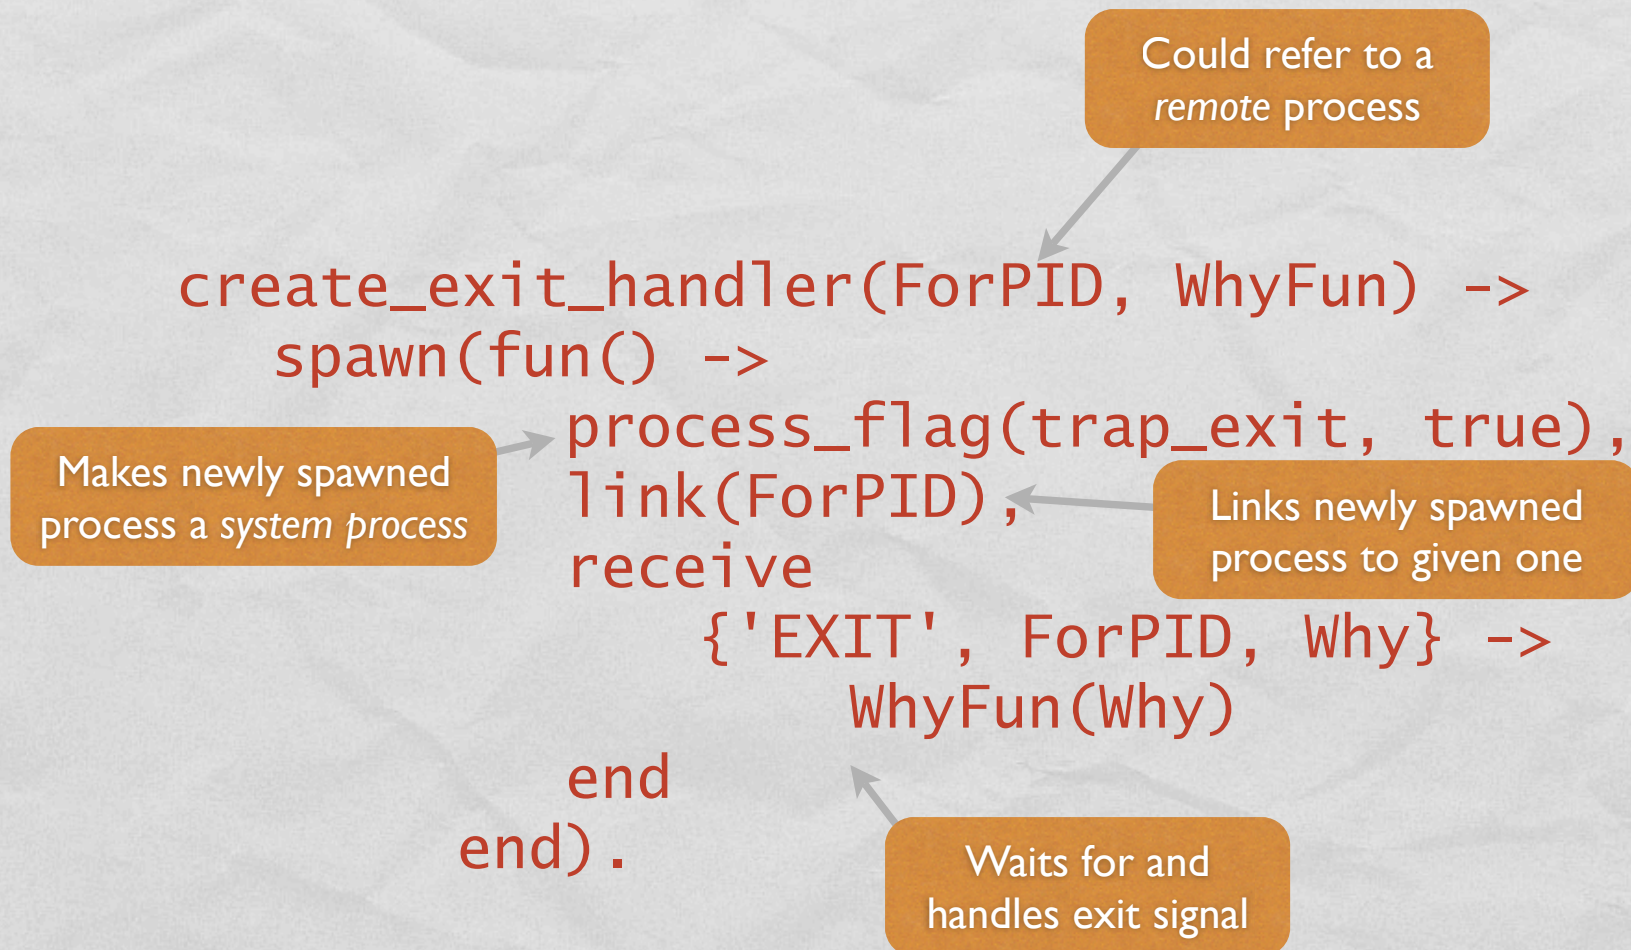 Could refer to a
remote process
create_exit_handler(ForPID, WhyFun) ->
spawn(fun() ->
process_flag(trap_exit, true),
Makes newly spawned
process a system process
link(ForPID),
Links newly spawned
process to given one
receive
{'EXIT', ForPID, Why} ->
WhyFun(Why)
end
end).
Waits for and
handles exit signal